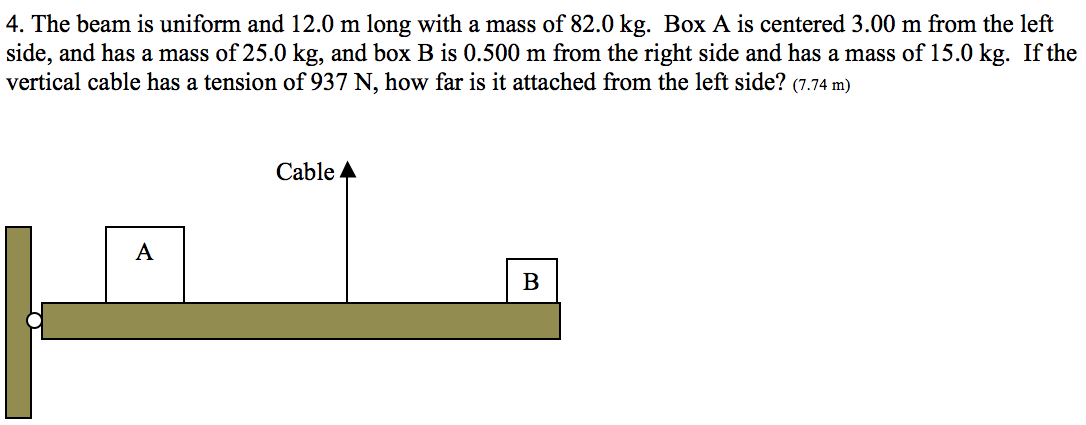 4. The beam is uniform and 12.0 m long with a mass of 82.0 kg.  Box A is centered 3.00 m from the left
side, and has a mass of 25.0 kg, and box B is 0.500 m from the right side and has a mass of 15.0 kg.  If the
vertical cable has a tension of 937 N, how far is it attached from the left side? (7.74 m)
Cable
A
B